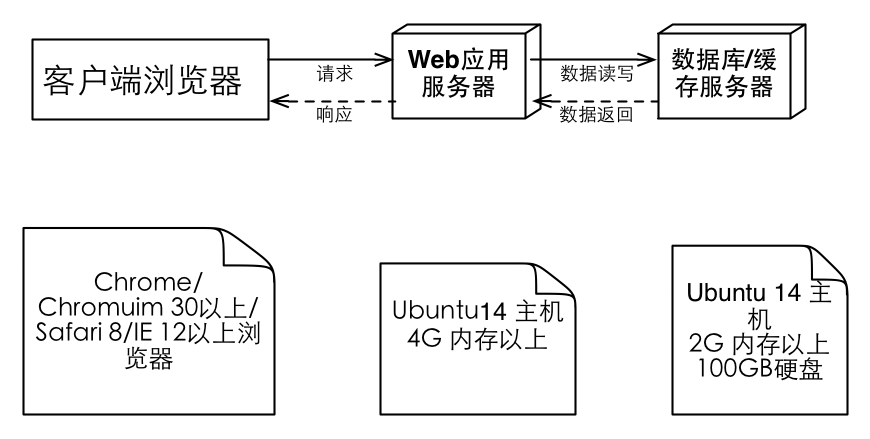 客户端浏览器
请求
响应
Web应用
服务器
数据读写
数据返回
数据库/缓
存服务器
Chrome/
Chromuim 30以上/
Safari 8/IE 12以上浏
览器
Ubuntu14 主机
4G 内存以上
Ubuntu 14 主
机
2G 内存以上
100GB硬盘